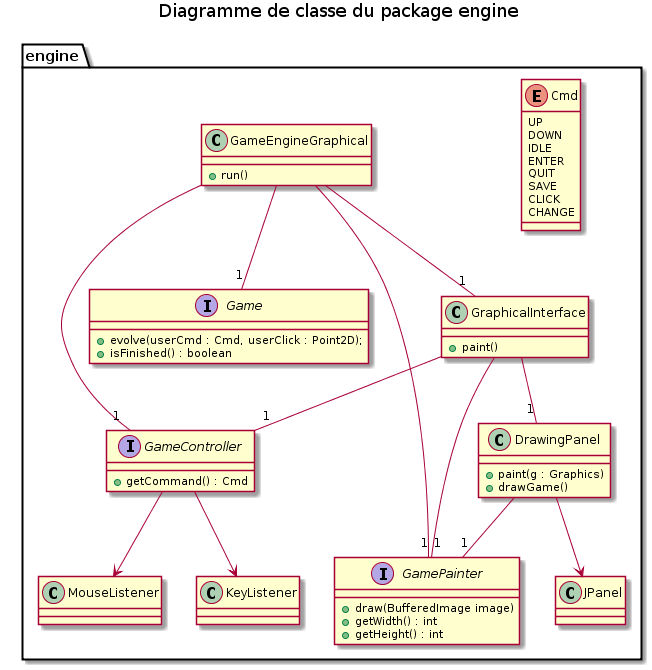 Diagramme de classe du package engine
engine
E Cmd
UP
DOWN
IDLE
ENTER
QUIT
SAVE
CLICK
CHANGE
C GameEngineGraphical
run()
1
1
I Game
evolve(userCmd : Cmd, userClick : Point2D);
isFinished() : boolean
C GraphicalInterface
paint()
1
1
1
I GameController
getCommand() : Cmd
C DrawingPanel
paint(g : Graphics)
drawGame()
1
1
1
C MouseListener
C KeyListener
I GamePainter
draw(BufferedImage image)
getWidth() : int
getHeight() : int
C JPanel